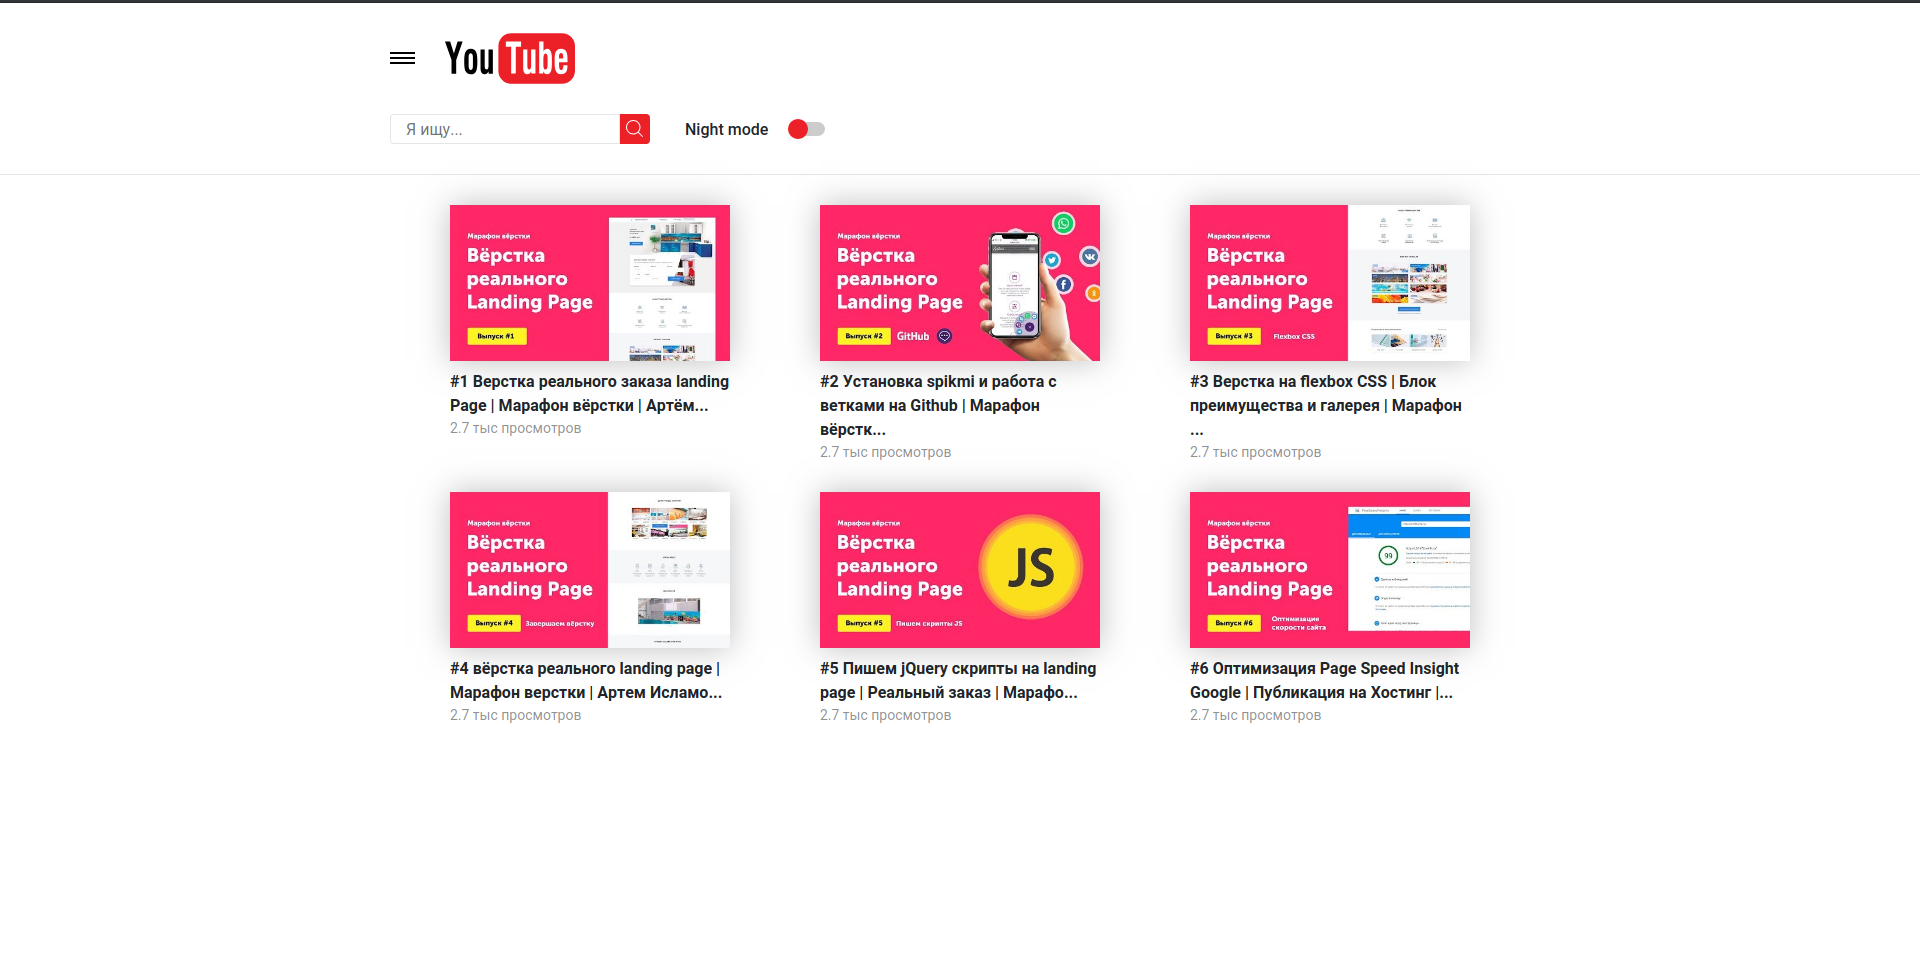 YouTube
Я ищу...
Night mode
Марафон вёрстки
Вёрстка
реального
Landing Page
Выпуск #1
Марафон вёрстки
Вёрстка
реального
Landing Page
Выпуск #2 GitHub
Марафон вёрстки
Вёрстка
реального
Landing Page
Выпуск #3 Flexbox CSS
#1 Верстка реального заказа landing
Page | Марафон вёрстки | Артём...
2.7 тыс просмотров
#2 Установка spikmi и работа с
ветками на Github | Марафон
вёрстк...
2.7 тыс просмотров
#3 Верстка на flexbox CSS | Блок
преимущества и галерея | Марафон
...
2.7 тыс просмотров
Марафон вёрстки
Вёрстка
реального
Landing Page
Выпуск #4 Завершаем вёрстку
Марафон вёрстки
Вёрстка
реального
Landing Page
Выпуск #5 Пишем скрипты JS
JS
Марафон вёрстки
Вёрстка
реального
Landing Page
Выпуск #6 Оптимизация
скорости сайта
99
#4 вёрстка реального landing page |
Марафон верстки | Артем Исламо...
2.7 тыс просмотров
#5 Пишем jQuery скрипты на landing
page | Реальный заказ | Марафо...
2.7 тыс просмотров
#6 Оптимизация Page Speed Insight
Google | Публикация на Хостинг |...
2.7 тыс просмотров